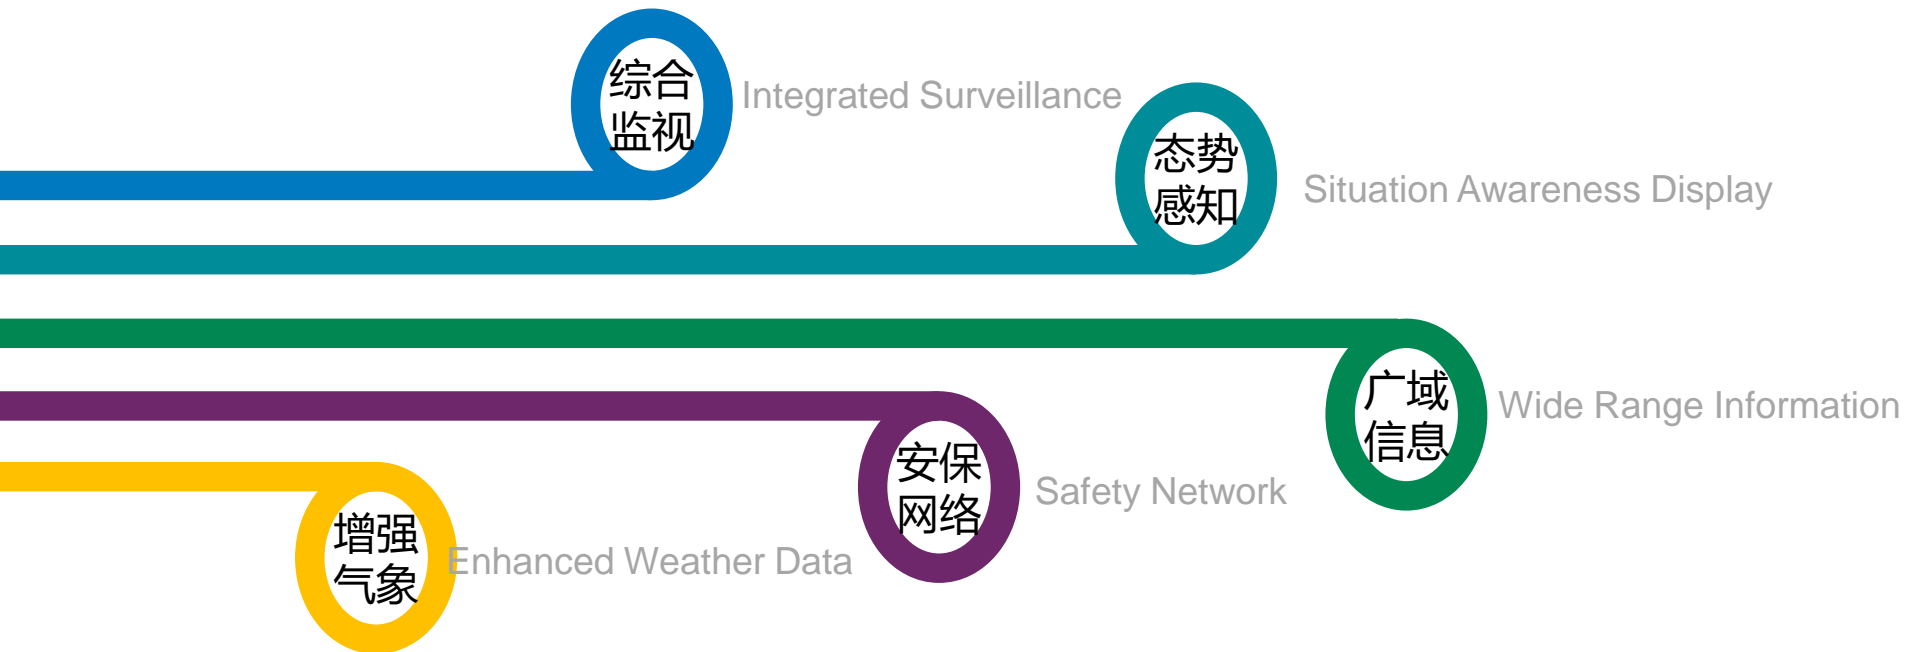 综合
监视
Integrated Surveillance
态势
感知
Situation Awareness Display
广域
信息
Wide Range Information
安保
网络
Safety Network
增强
气象
Enhanced Weather Data